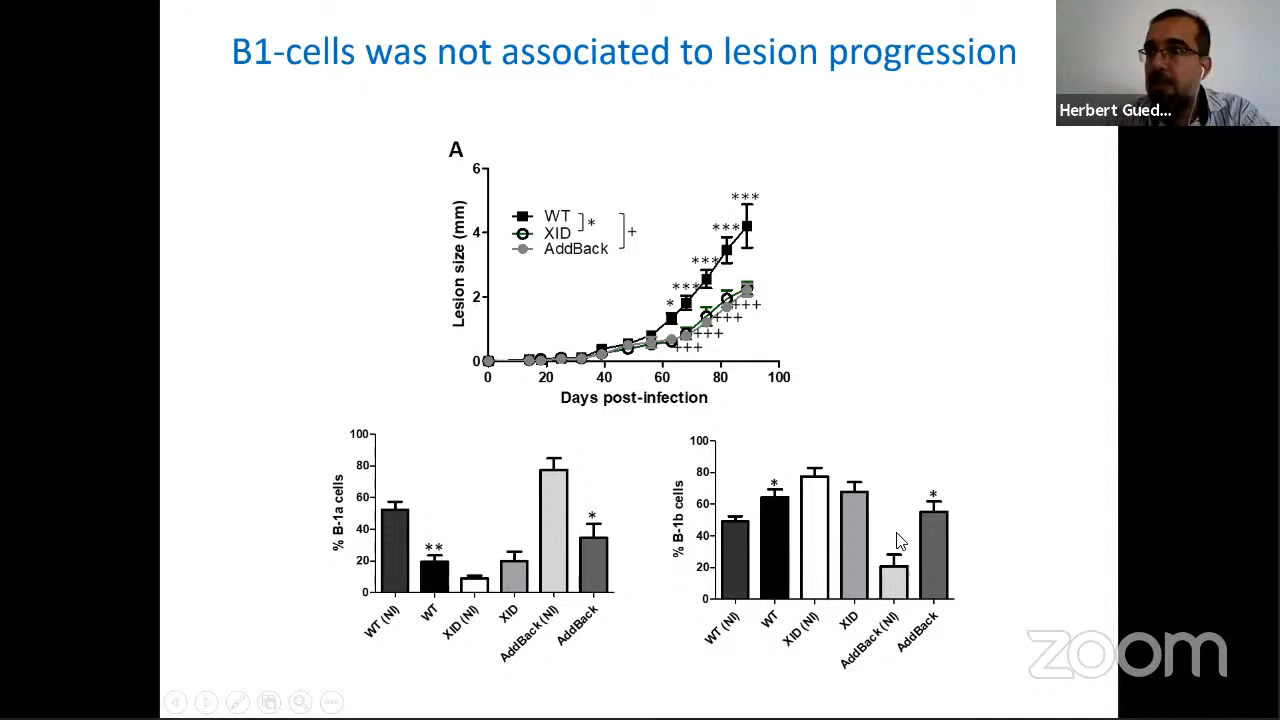 B1-cells was not associated to lesion progression
Herbert Gued...
A
6
4
2
0
Lesion size (mm)
WT
XID
AddBack
*
+
*
***
***
***
***
+++
+++
+++
+++
0 20 40 60 80 100
Days post-infection
100
80
60
40
20
0
% B-1a cells
**
*
WT (NI)
WT
XID (NI)
XID
AddBack (NI)
AddBack
100
80
60
40
20
0
% B-1b cells
*
*
WT (NI)
WT
XID (NI)
XID
AddBack (NI)
AddBack
zoom